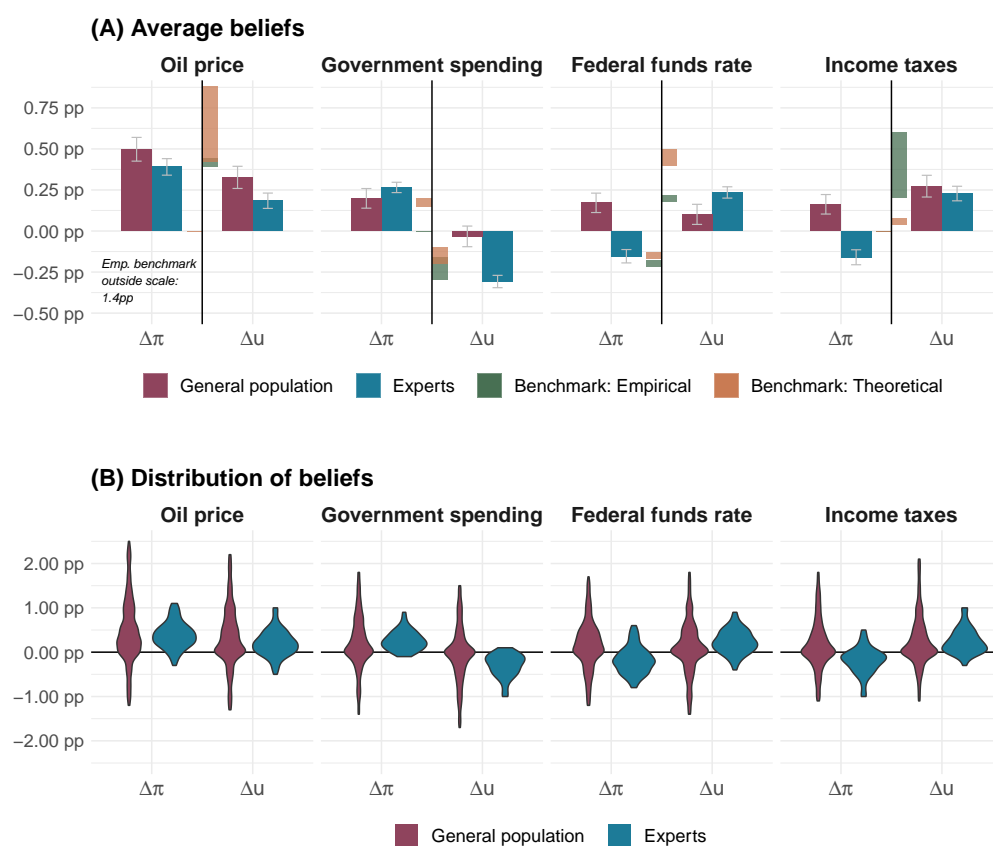 (A) Average beliefs
Oil price Government spending Federal funds rate Income taxes
0.75 pp
0.50 pp
0.25 pp
0.00 pp
−0.25 pp
−0.50 pp
Emp. benchmark
outside scale:
1.4pp
Δπ Δu Δπ Δu Δπ Δu Δπ Δu
General population Experts Benchmark: Empirical Benchmark: Theoretical
(B) Distribution of beliefs
Oil price Government spending Federal funds rate Income taxes
2.00 pp
1.00 pp
0.00 pp
−1.00 pp
−2.00 pp
Δπ Δu Δπ Δu Δπ Δu Δπ Δu
General population Experts